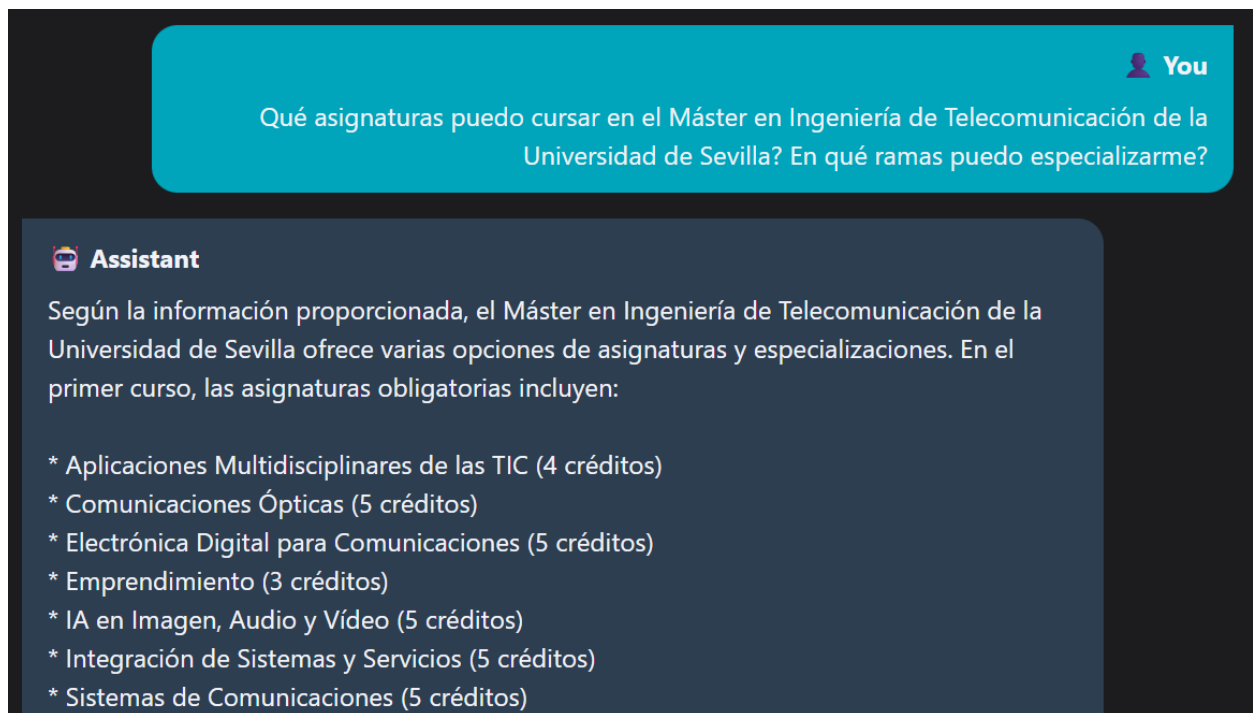 You
Qué asignaturas puedo cursar en el Máster en Ingeniería de Telecomunicación de la
Universidad de Sevilla? En qué ramas puedo especializarme?
Assistant
Según la información proporcionada, el Máster en Ingeniería de Telecomunicación de la
Universidad de Sevilla ofrece varias opciones de asignaturas y especializaciones. En el
primer curso, las asignaturas obligatorias incluyen:
* Aplicaciones Multidisciplinares de las TIC (4 créditos)
* Comunicaciones Ópticas (5 créditos)
* Electrónica Digital para Comunicaciones (5 créditos)
* Emprendimiento (3 créditos)
* IA en Imagen, Audio y Vídeo (5 créditos)
* Integración de Sistemas y Servicios (5 créditos)
* Sistemas de Comunicaciones (5 créditos)